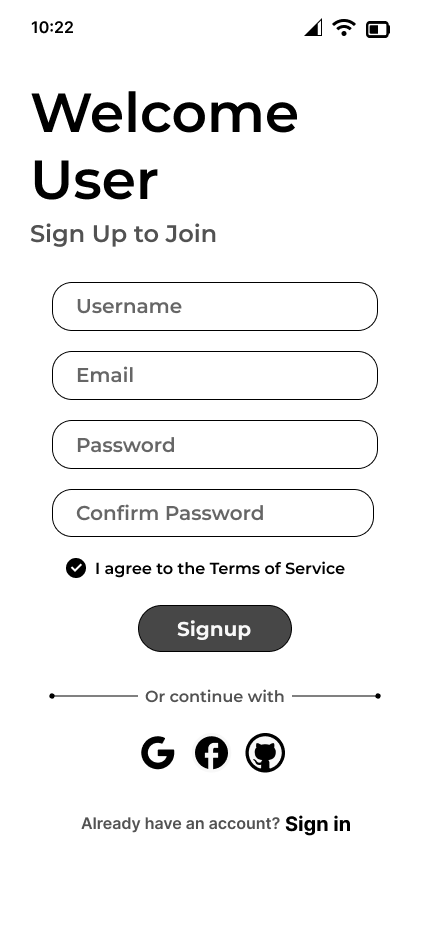 10:22
Welcome
User
Sign Up to Join
Username
Email
Password
Confirm Password
I agree to the Terms of Service
Signup
Or continue with
Already have an account? Sign in